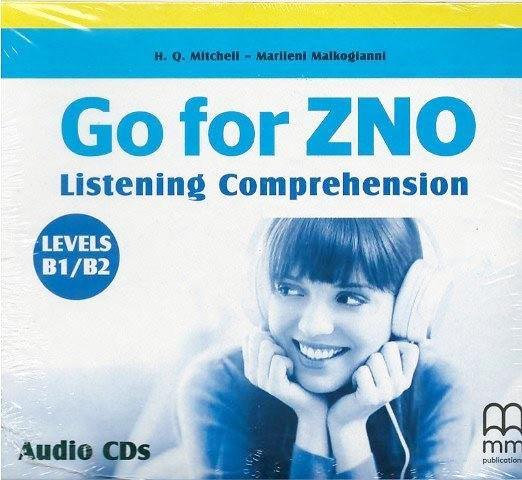 H. Q. Mitchell – Marileni Malkogianni
Go for ZNO
Listening Comprehension
LEVELS
B1/B2
Audio CDs
mm
publications